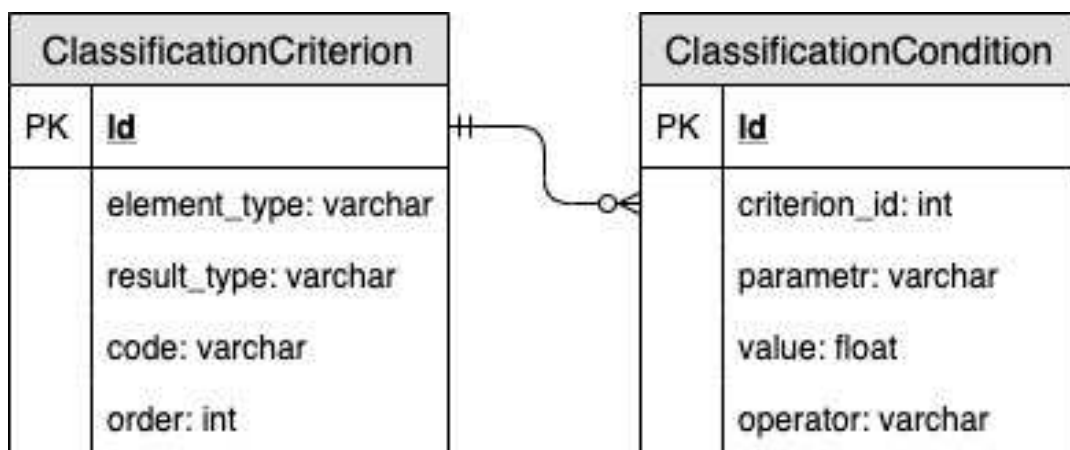 ClassificationCriterion
PK Id
element_type: varchar
result_type: varchar
code: varchar
order: int
ClassificationCondition
PK Id
criterion_id: int
parametr: varchar
value: float
operator: varchar